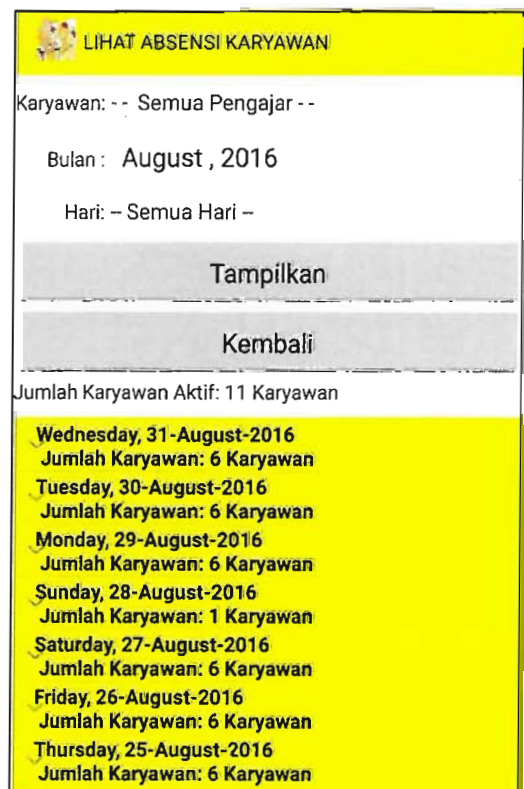 LIHAT ABSENSI KARYAWAN
Karyawan: -- Semua Pengajar --
Bulan : August , 2016
Hari: -- Semua Hari --
Tampilkan
Kembali
Jumlah Karyawan Aktif: 11 Karyawan
Wednesday, 31-August-2016
Jumlah Karyawan: 6 Karyawan
Tuesday, 30-August-2016
Jumlah Karyawan: 6 Karyawan
Monday, 29-August-2016
Jumlah Karyawan: 6 Karyawan
Sunday, 28-August-2016
Jumlah Karyawan: 1 Karyawan
Saturday, 27-August-2016
Jumlah Karyawan: 6 Karyawan
Friday, 26-August-2016
Jumlah Karyawan: 6 Karyawan
Thursday, 25-August-2016
Jumlah Karyawan: 6 Karyawan